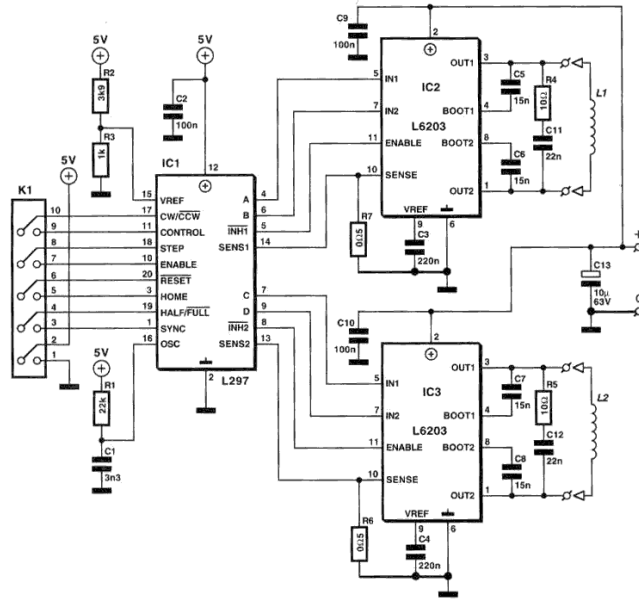 5V
R2
3k9
R3
1k
5V
C2
100n
C9
100n
K1
5V
10
9
8
7
6
5
4
3
2
1
5V
R1
22k
C1
3n3
IC1
12
15 VREF
17 CW/CCW
11 CONTROL
18 STEP
10 ENABLE
20 RESET
3 HOME
19 HALF/FULL
1 SYNC
16 OSC
A 4
B 6
INH1 5
SENS1 14
C 7
D 9
INH2 8
SENS2 13
2
L297
2
IC2
L6203
5 IN1
7 IN2
11 ENABLE
10 SENSE
OUT1 3
BOOT1 4
BOOT2 8
OUT2 1
VREF
9
6
R7
0Ω5
C3
220n
C5
15n
C6
15n
R4
10Ω
C11
22n
L1
+
C13
10µ
63V
C10
100n
2
IC3
L6203
5 IN1
7 IN2
11 ENABLE
10 SENSE
OUT1 3
BOOT1 4
BOOT2 8
OUT2 1
VREF
9
6
R6
0Ω5
C4
220n
C7
15n
C8
15n
R5
10Ω
C12
22n
L2